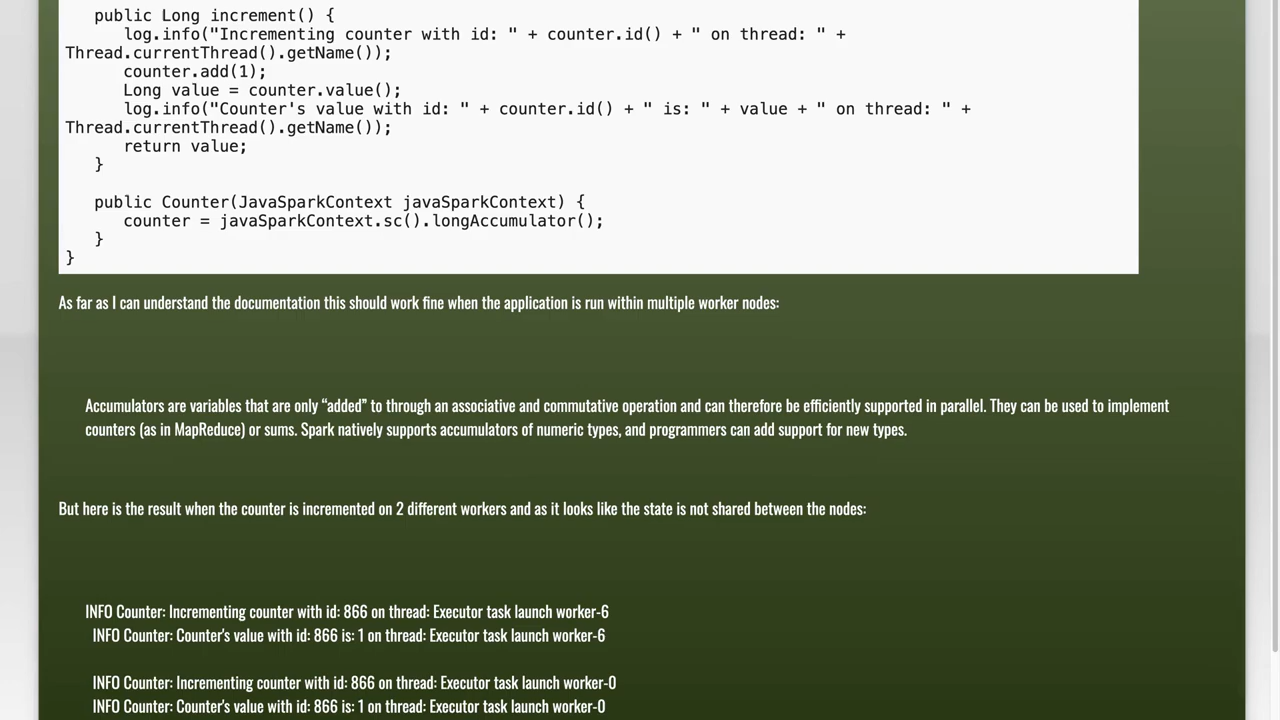 public Long increment() {
log.info("Incrementing counter with id: " + counter.id() + " on thread: " +
Thread.currentThread().getName());
counter.add(1);
Long value = counter.value();
log.info("Counter's value with id: " + counter.id() + " is: " + value + " on thread: " +
Thread.currentThread().getName());
return value;
}
public Counter(JavaSparkContext javaSparkContext) {
counter = javaSparkContext.sc().longAccumulator();
}
}
As far as I can understand the documentation this should work fine when the application is run within multiple worker nodes:
Accumulators are variables that are only “added” to through an associative and commutative operation and can therefore be efficiently supported in parallel. They can be used to implement
counters (as in MapReduce) or sums. Spark natively supports accumulators of numeric types, and programmers can add support for new types.
But here is the result when the counter is incremented on 2 different workers and as it looks like the state is not shared between the nodes:
INFO Counter: Incrementing counter with id: 866 on thread: Executor task launch worker-6
INFO Counter: Counter's value with id: 866 is: 1 on thread: Executor task launch worker-6
INFO Counter: Incrementing counter with id: 866 on thread: Executor task launch worker-0
INFO Counter: Counter's value with id: 866 is: 1 on thread: Executor task launch worker-0